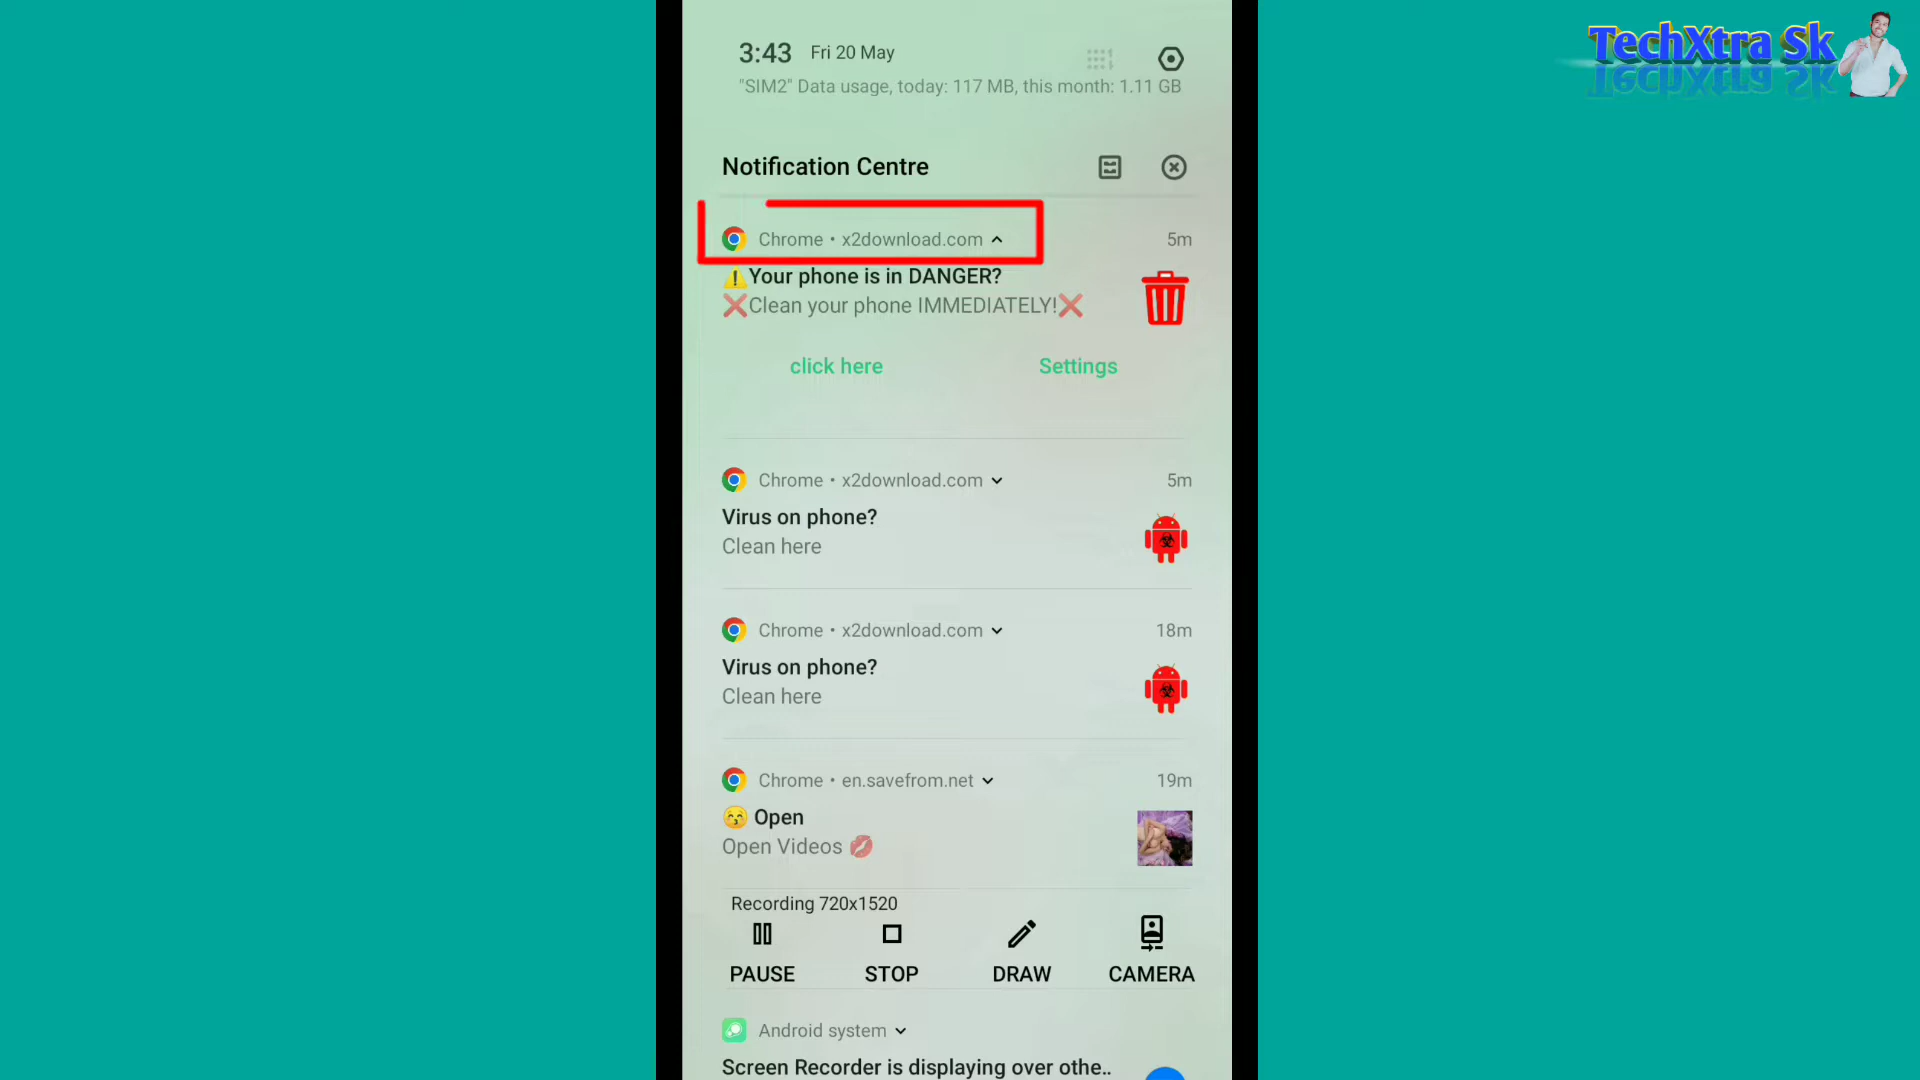 TechXtra Sk
3:43 Fri 20 May
"SIM2" Data usage, today: 117 MB, this month: 1.11 GB
Notification Centre
Chrome • x2download.com 5m
⚠️Your phone is in DANGER?
❌Clean your phone IMMEDIATELY!❌
click here Settings
Chrome • x2download.com 5m
Virus on phone?
Clean here
Chrome • x2download.com 18m
Virus on phone?
Clean here
Chrome • en.savefrom.net 19m
😚 Open
Open Videos 💋
Recording 720x1520
PAUSE STOP DRAW CAMERA
Android system
Screen Recorder is displaying over othe..